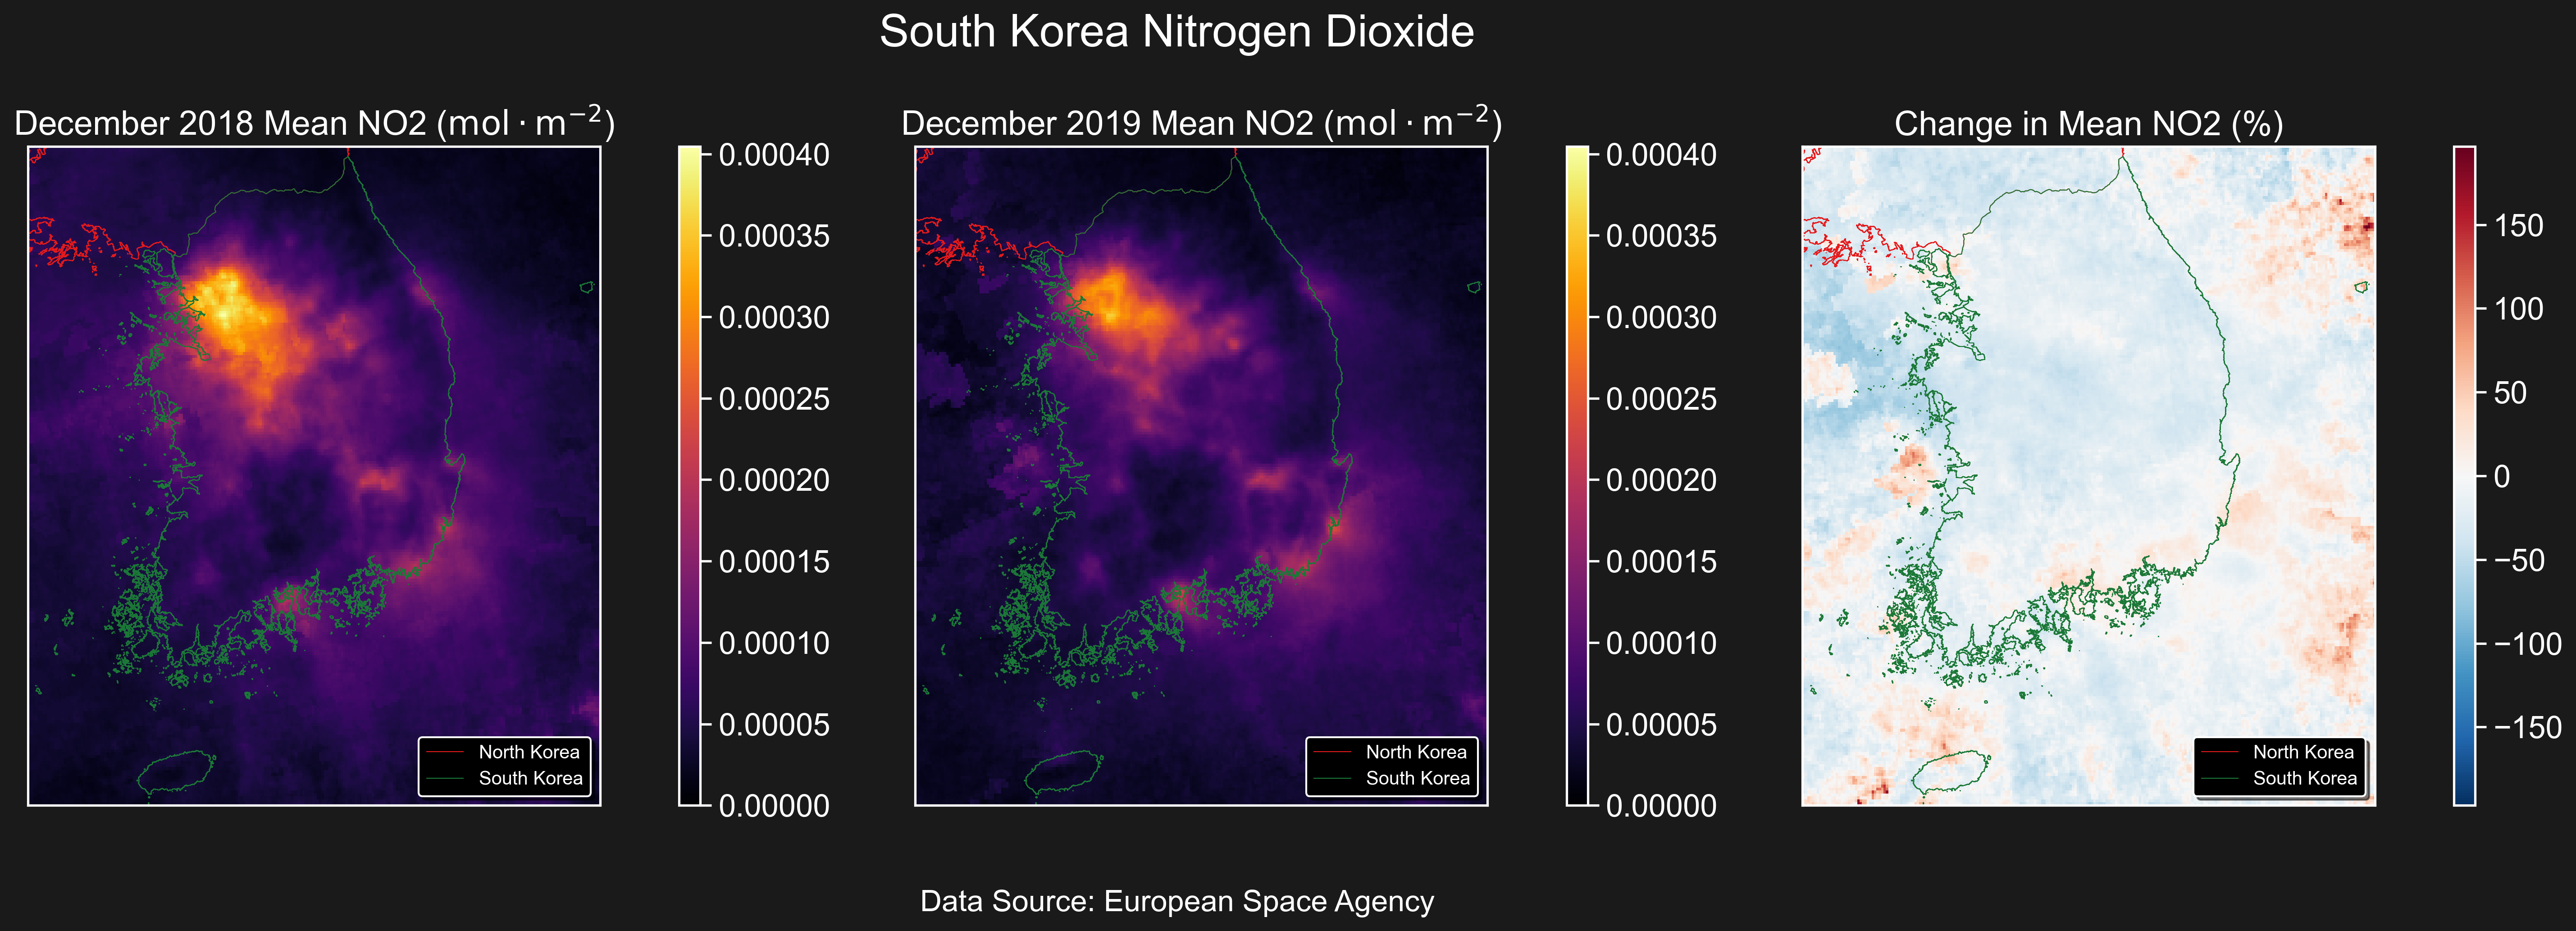 South Korea Nitrogen Dioxide
December 2018 Mean NO2 (mol · m⁻²)
0.00040
0.00035
0.00030
0.00025
0.00020
0.00015
0.00010
0.00005
0.00000
North Korea
South Korea
December 2019 Mean NO2 (mol · m⁻²)
0.00040
0.00035
0.00030
0.00025
0.00020
0.00015
0.00010
0.00005
0.00000
North Korea
South Korea
Change in Mean NO2 (%)
150
100
50
0
−50
−100
−150
North Korea
South Korea
Data Source: European Space Agency